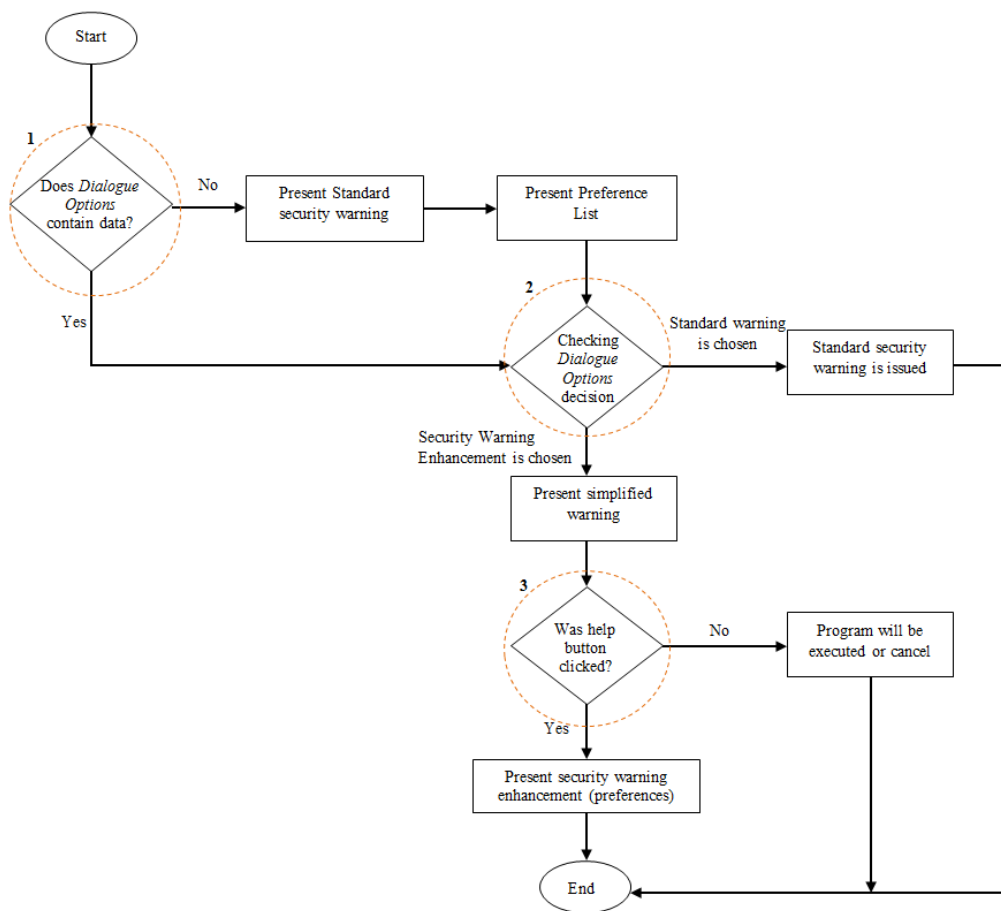 Start
1
Does Dialogue
Options
contain data?
No
Present Standard
security warning
Present Preference
List
Yes
2
Checking
Dialogue
Options
decision
Standard warning
is chosen
Standard security
warning is issued
Security Warning
Enhancement is chosen
Present simplified
warning
3
Was help
button
clicked?
No
Program will be
executed or cancel
Yes
Present security warning
enhancement (preferences)
End